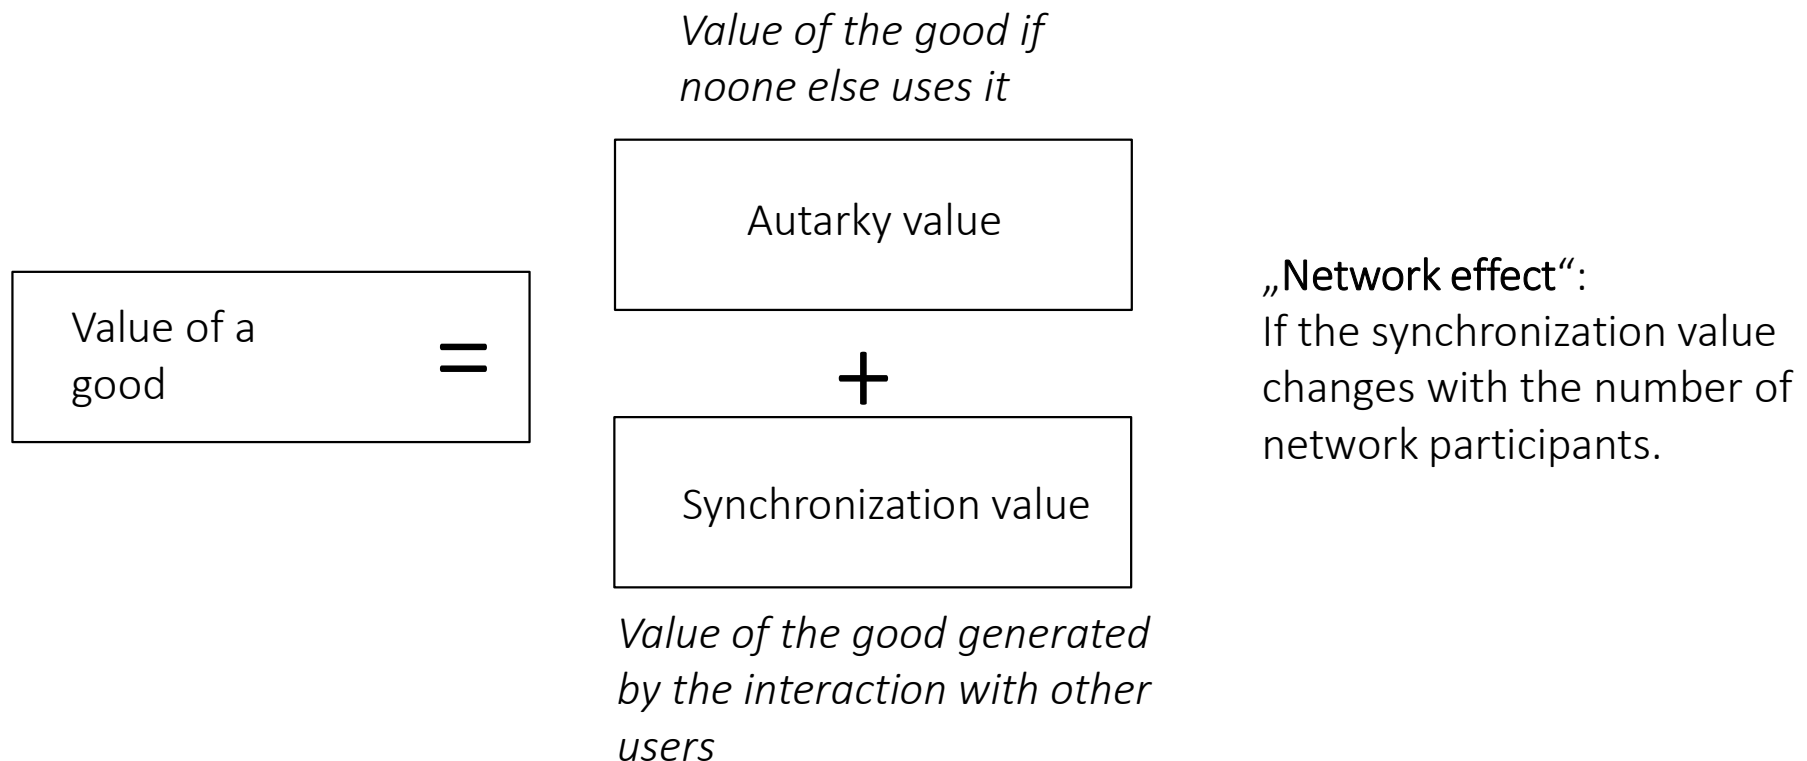 Value of the good if
noone else uses it
Autarky value
Value of a
good
=
+
Synchronization value
Value of the good generated
by the interaction with other
users
„Network effect“:
If the synchronization value
changes with the number of
network participants.